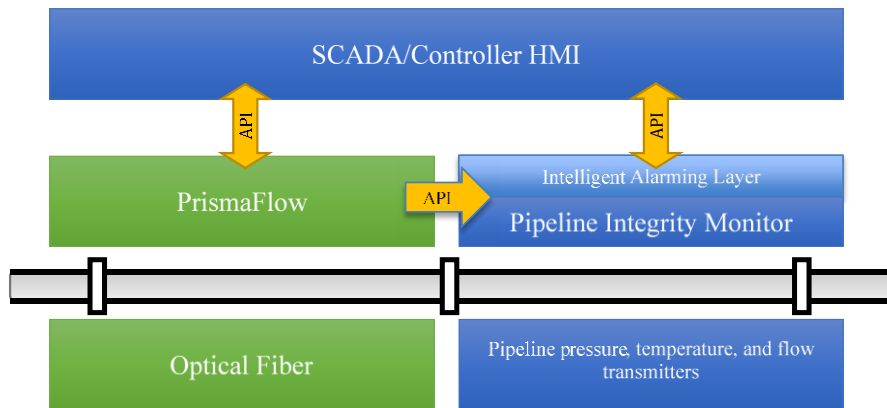 SCADA/Controller HMI
API
API
PrismaFlow
API
Intelligent Alarming Layer
Pipeline Integrity Monitor
Optical Fiber
Pipeline pressure, temperature, and flow
transmitters